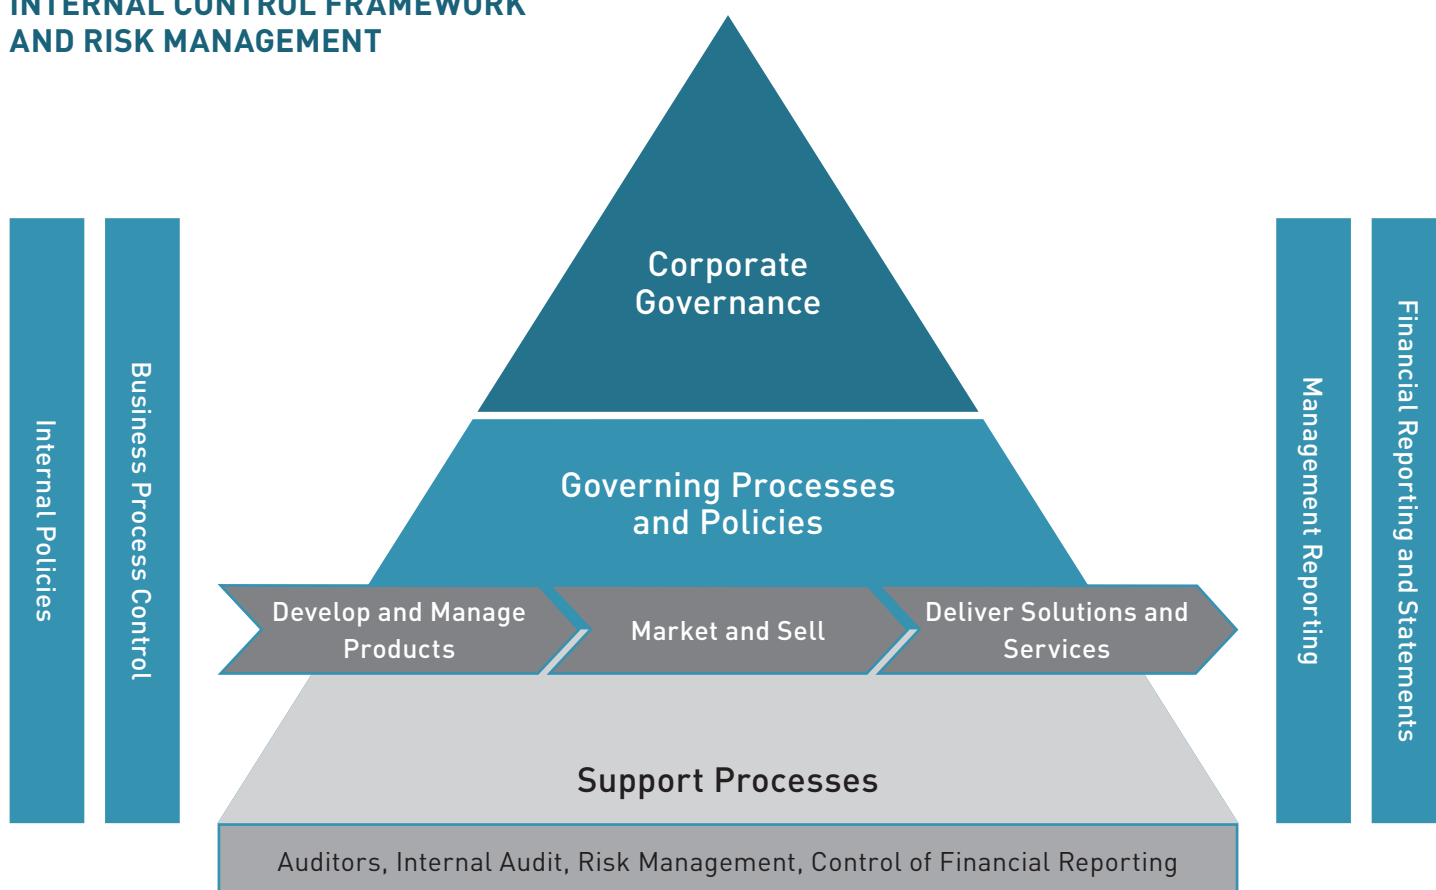 INTERNAL CONTROL FRAMEWORK
AND RISK MANAGEMENT
Corporate
Governance
Internal Policies
Business Process Control
Governing Processes
and Policies
Management Reporting
Financial Reporting and Statements
Develop and Manage
Products
Market and Sell
Deliver Solutions and
Services
Support Processes
Auditors, Internal Audit, Risk Management, Control of Financial Reporting